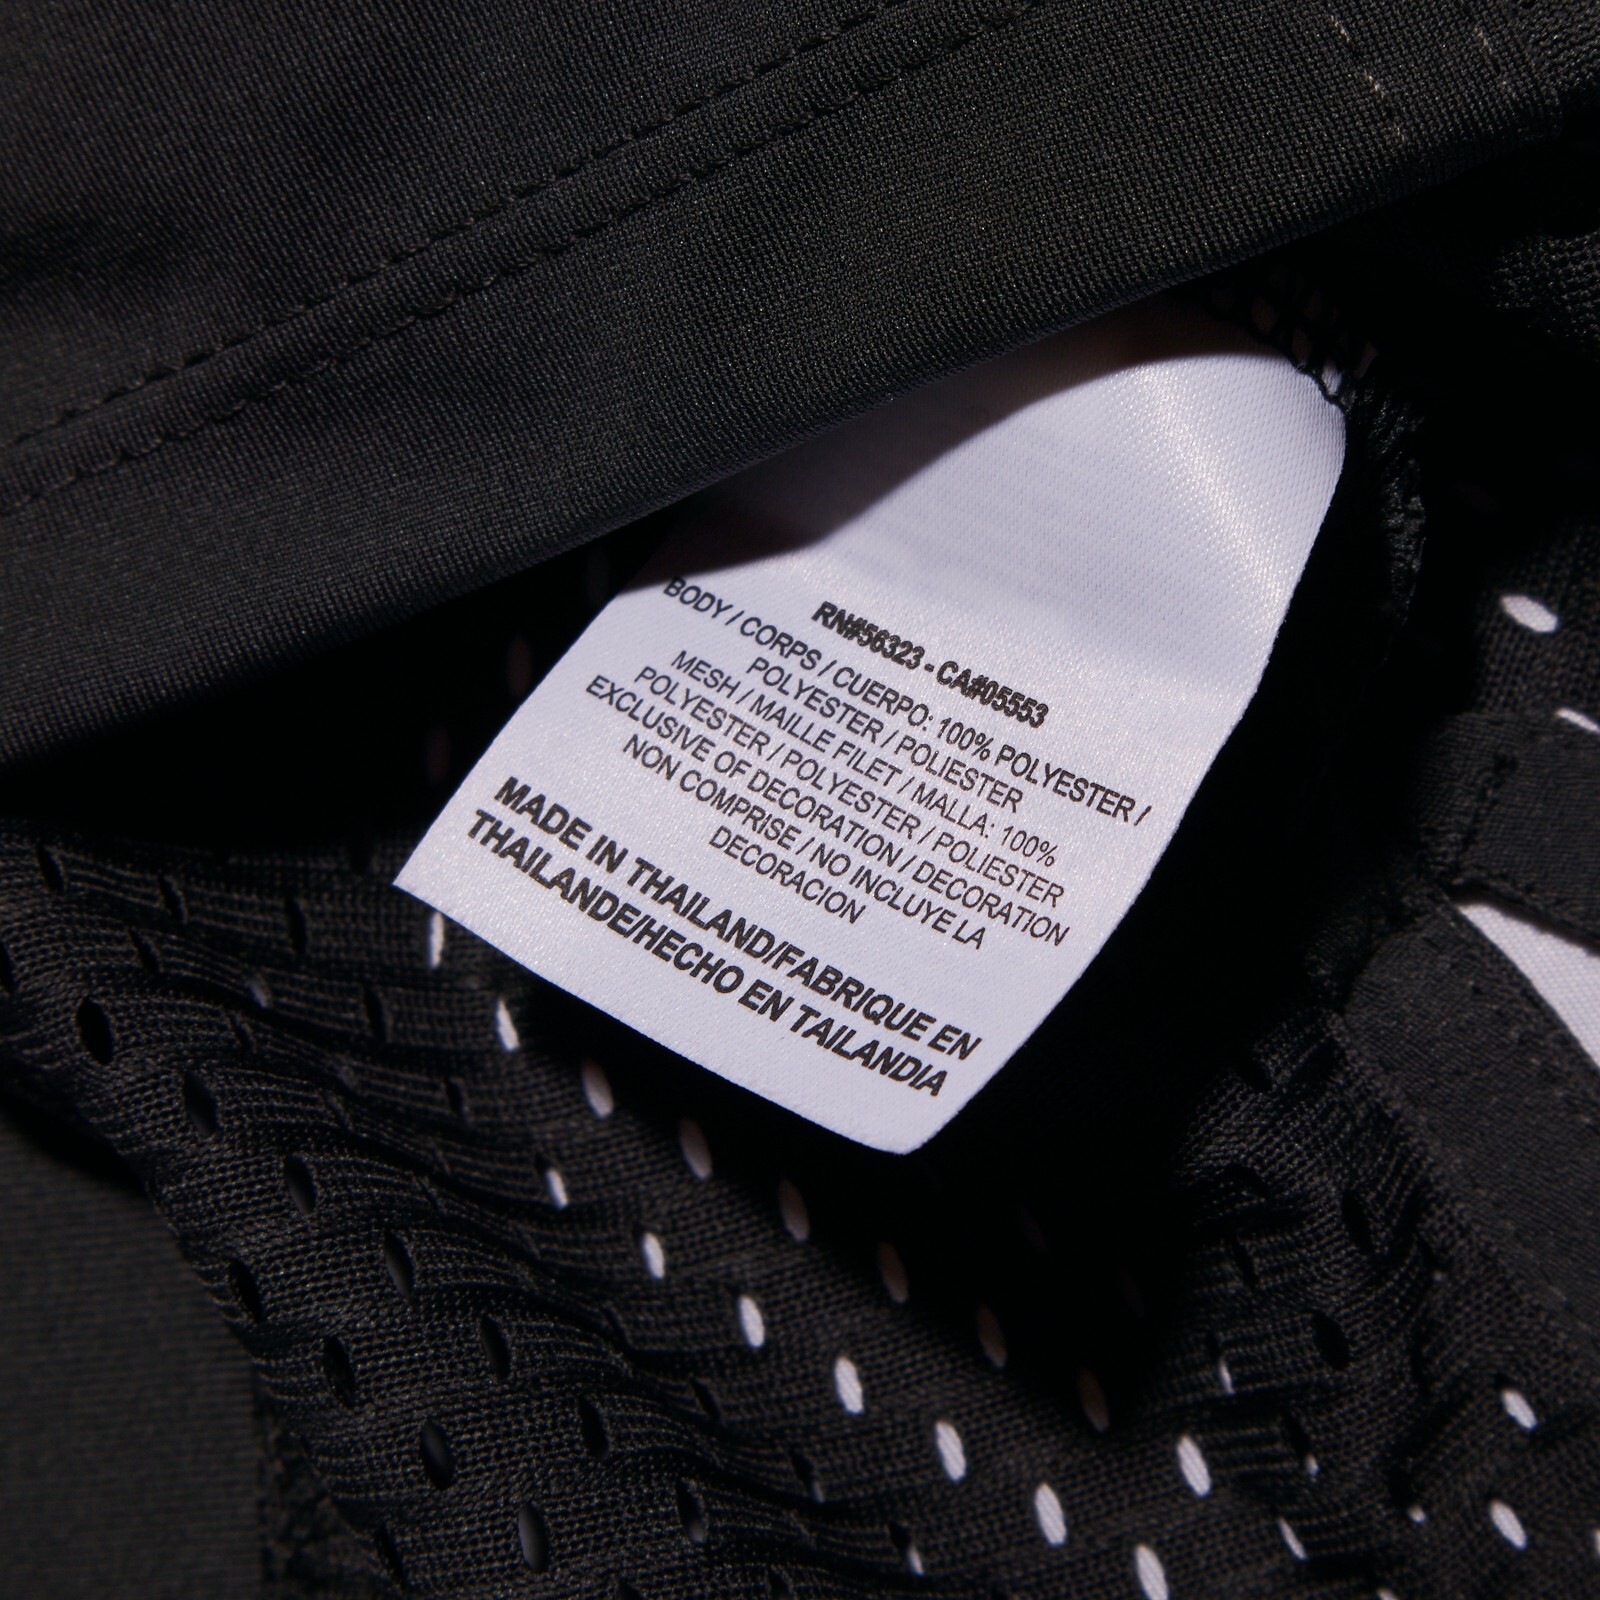 RN#56323 - CA#05553
BODY / CORPS / CUERPO: 100% POLYESTER /
POLYESTER / POLIESTER
MESH / MAILLE FILET / MALLA: 100%
POLYESTER / POLYESTER / POLIESTER
EXCLUSIVE OF DECORATION / DECORATION
NON COMPRISE / NO INCLUYE LA
DECORACION
MADE IN THAILAND/FABRIQUE EN
THAILANDE/HECHO EN TAILANDIA